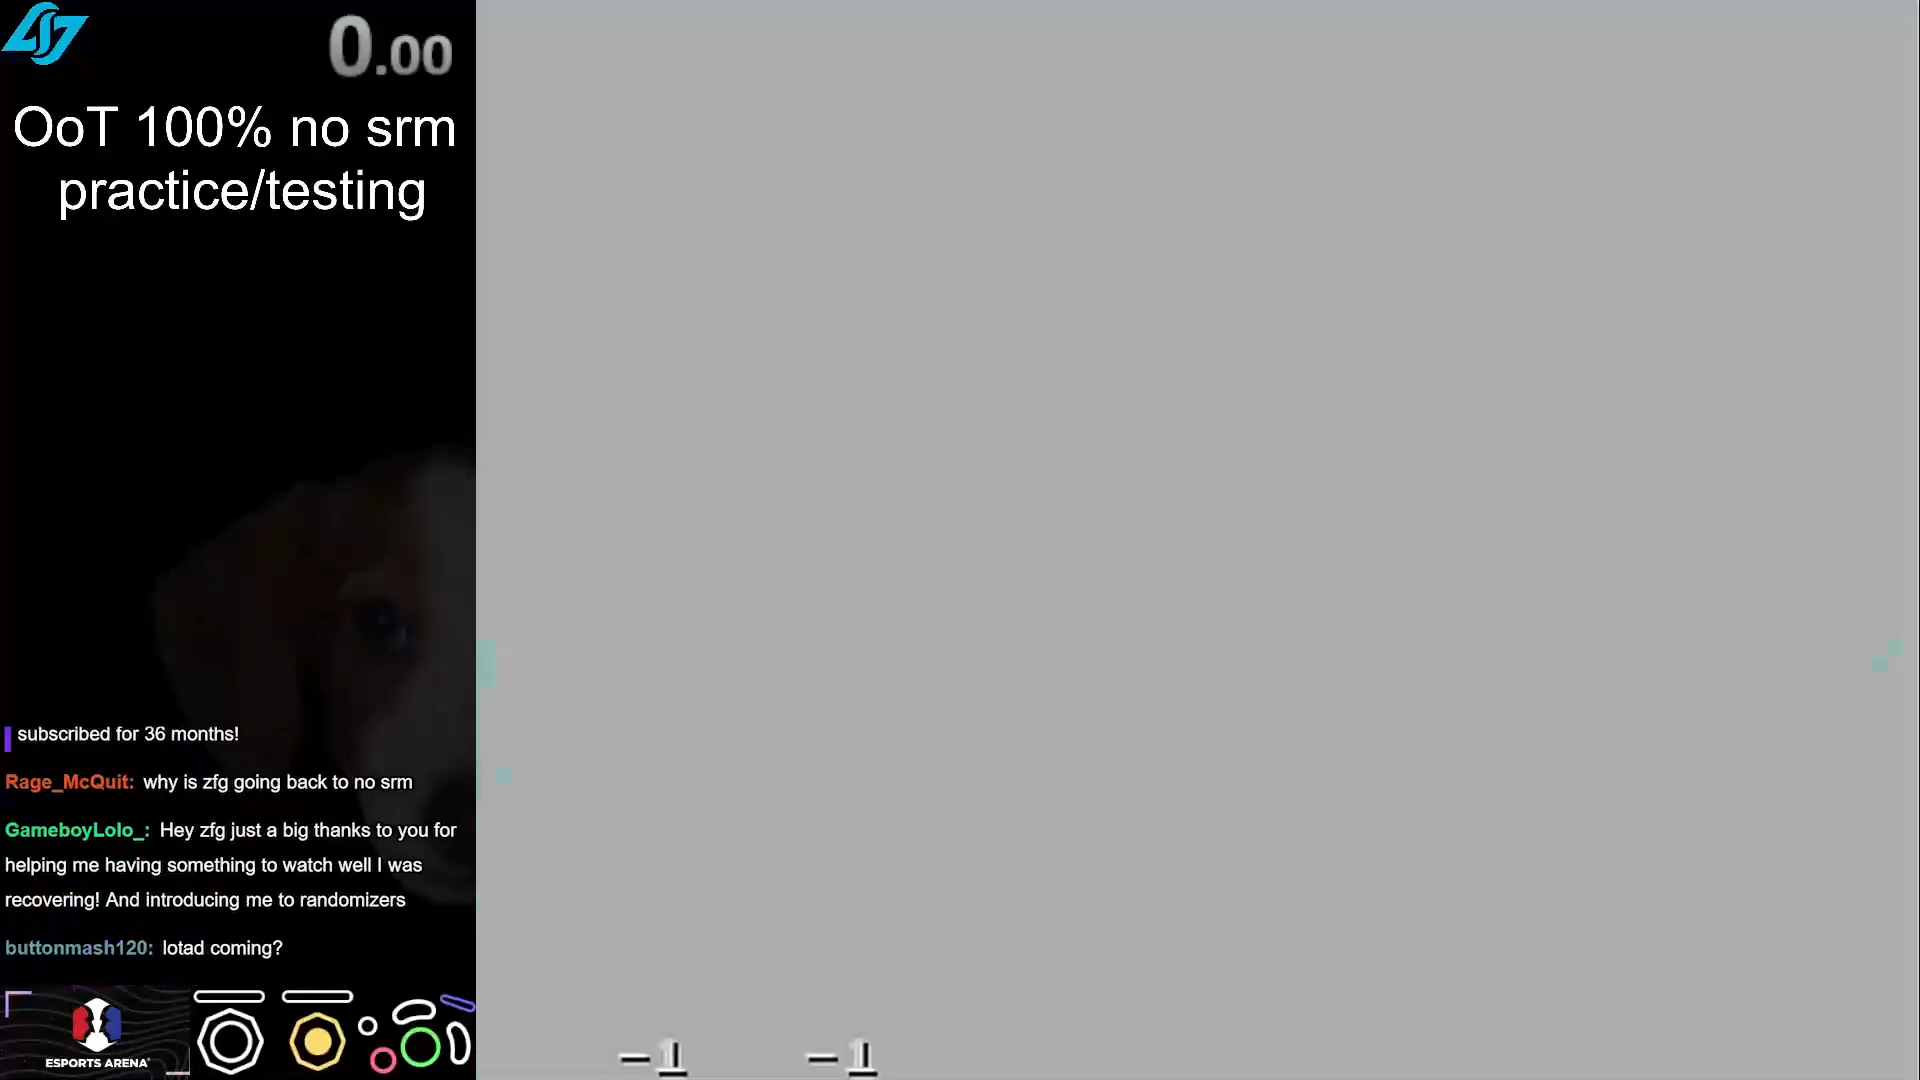 0.00
OoT 100% no srm
practice/testing
subscribed for 36 months!
Rage_McQuit: why is zfg going back to no srm
GameboyLolo_: Hey zfg just a big thanks to you for
helping me having something to watch well I was
recovering! And introducing me to randomizers
buttonmash120: lotad coming?
ESPORTS ARENA
-1 -1